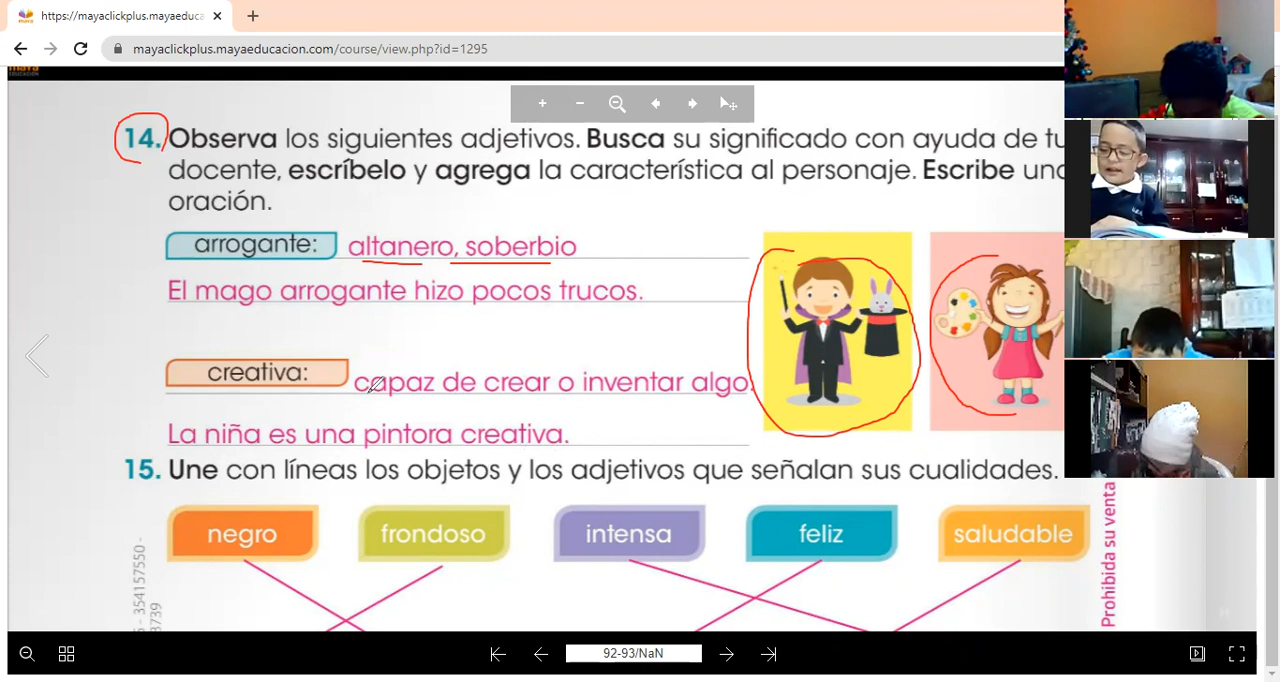 https://mayaclickplus.mayaeduca
mayaclickplus.mayaeducacion.com/course/view.php?id=1295
maya
EDUCACIÓN
14. Observa los siguientes adjetivos. Busca su significado con ayuda de tu
docente, escríbelo y agrega la característica al personaje. Escribe una
oración.
arrogante: altanero, soberbio
El mago arrogante hizo pocos trucos.
creativa: capaz de crear o inventar algo.
La niña es una pintora creativa.
15. Une con líneas los objetos y los adjetivos que señalan sus cualidades.
negro frondoso intensa feliz saludable
- 354157550 -
3739
Prohibida su venta
92-93/NaN